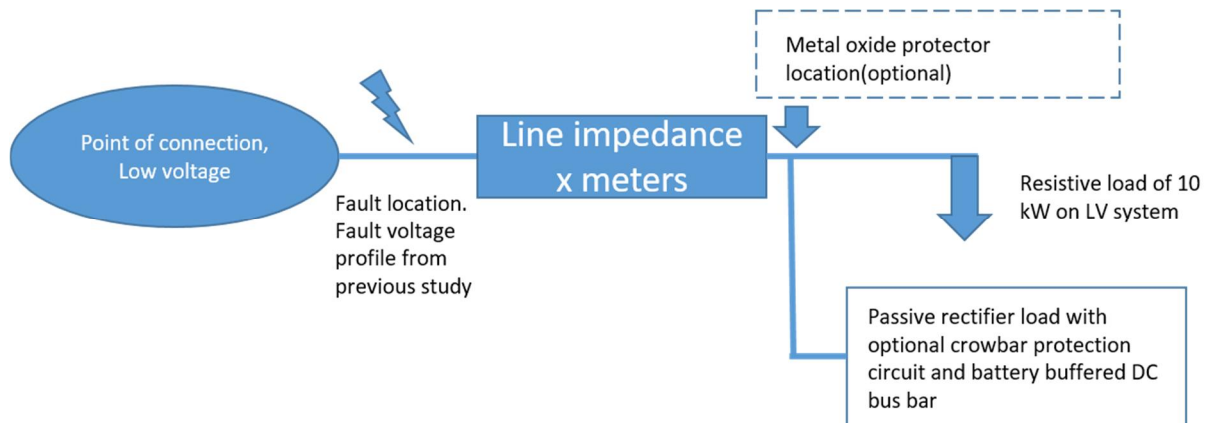 Metal oxide protector
location(optional)
Point of connection,
Low voltage
Line impedance
x meters
Fault location.
Fault voltage
profile from
previous study
Resistive load of 10
kW on LV system
Passive rectifier load with
optional crowbar protection
circuit and battery buffered DC
bus bar